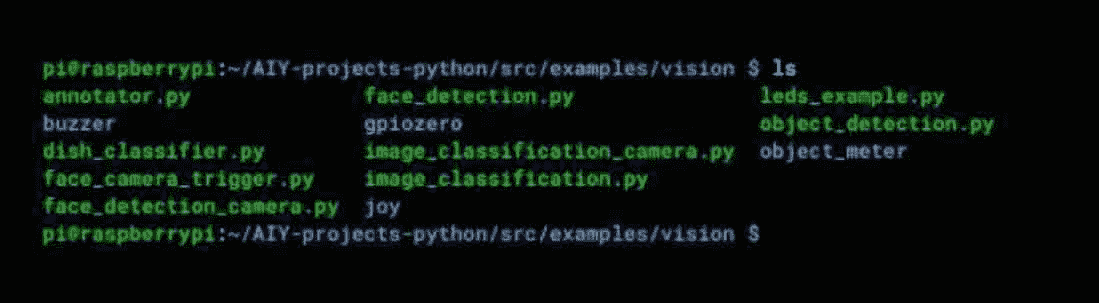 pi@raspberrypi:~/AIY-projects-python/src/examples/vision $ ls
annotator.py face_detection.py leds_example.py
buzzer gpiozero object_detection.py
dish_classifier.py image_classification_camera.py object_meter
face_camera_trigger.py image_classification.py
face_detection_camera.py joy
pi@raspberrypi:~/AIY-projects-python/src/examples/vision $